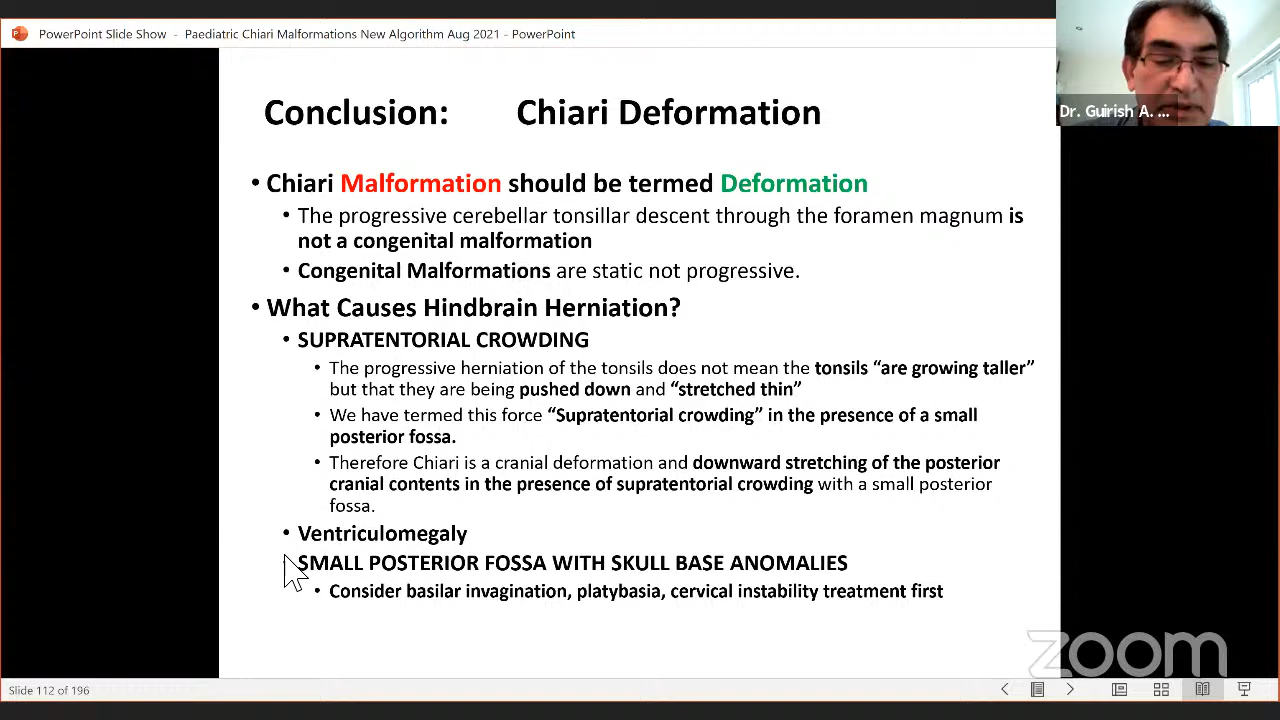 PowerPoint Slide Show - Paediatric Chiari Malformations New Algorithm Aug 2021 - PowerPoint
Dr. Guirish A. ...
Conclusion: Chiari Deformation
• Chiari Malformation should be termed Deformation
• The progressive cerebellar tonsillar descent through the foramen magnum is
not a congenital malformation
• Congenital Malformations are static not progressive.
• What Causes Hindbrain Herniation?
• SUPRATENTORIAL CROWDING
• The progressive herniation of the tonsils does not mean the tonsils “are growing taller”
but that they are being pushed down and “stretched thin”
• We have termed this force “Supratentorial crowding” in the presence of a small
posterior fossa.
• Therefore Chiari is a cranial deformation and downward stretching of the posterior
cranial contents in the presence of supratentorial crowding with a small posterior
fossa.
• Ventriculomegaly
SMALL POSTERIOR FOSSA WITH SKULL BASE ANOMALIES
• Consider basilar invagination, platybasia, cervical instability treatment first
zoom
Slide 112 of 196